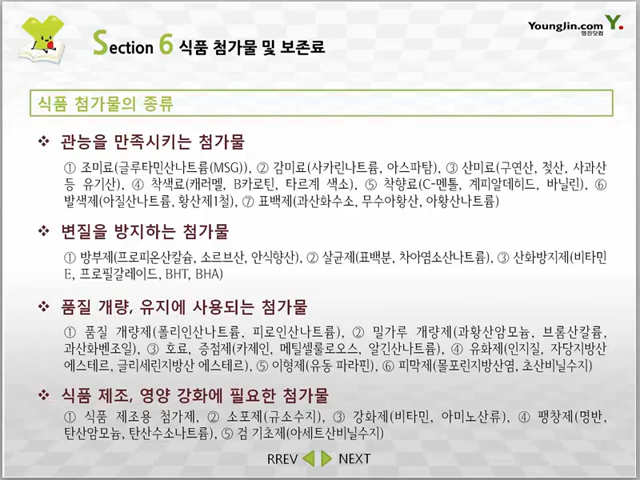 YoungJin.com Y.
영진닷컴
Section 6 식품 첨가물 및 보존료
식품 첨가물의 종류
❖ 관능을 만족시키는 첨가물
① 조미료(글루타민산나트륨(MSG)), ② 감미료(사카린나트륨, 아스파탐), ③ 산미료(구연산, 젖산, 사과산
등 유기산), ④ 착색료(캐러멜, B카로틴, 타르계 색소), ⑤ 착향료(C-멘톨, 계피알데히드, 바닐린), ⑥
발색제(아질산나트륨, 황산제1철), ⑦ 표백제(과산화수소, 무수아황산, 아황산나트륨)
❖ 변질을 방지하는 첨가물
① 방부제(프로피온산칼슘, 소르브산, 안식향산), ② 살균제(표백분, 차아염소산나트륨), ③ 산화방지제(비타민
E, 프로필갈레이드, BHT, BHA)
❖ 품질 개량, 유지에 사용되는 첨가물
① 품질 개량제(폴리인산나트륨, 피로인산나트륨), ② 밀가루 개량제(과황산암모늄, 브롬산칼륨,
과산화벤조일), ③ 호료, 증점제(카제인, 메틸셀룰로오스, 알긴산나트륨), ④ 유화제(인지질, 자당지방산
에스테르, 글리세린지방산 에스테르), ⑤ 이형제(유동 파라핀), ⑥ 피막제(몰포린지방산염, 초산비닐수지)
❖ 식품 제조, 영양 강화에 필요한 첨가물
① 식품 제조용 첨가제, ② 소포제(규소수지), ③ 강화제(비타민, 아미노산류), ④ 팽창제(명반,
탄산암모늄, 탄산수소나트륨), ⑤ 검 기초제(아세트산비닐수지)
RREV NEXT